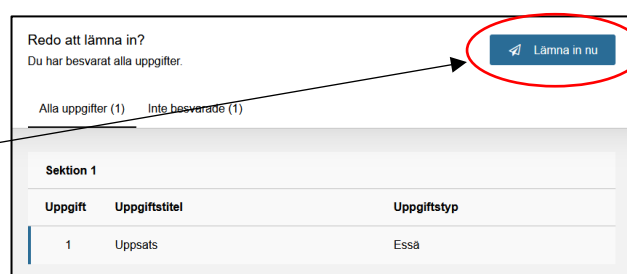 Redo att lämna in?
Du har besvarat alla uppgifter.
Lämna in nu
Alla uppgifter (1) Inte besvarade (1)
Sektion 1
Uppgift Uppgiftstitel Uppgiftstyp
1 Uppsats Essä